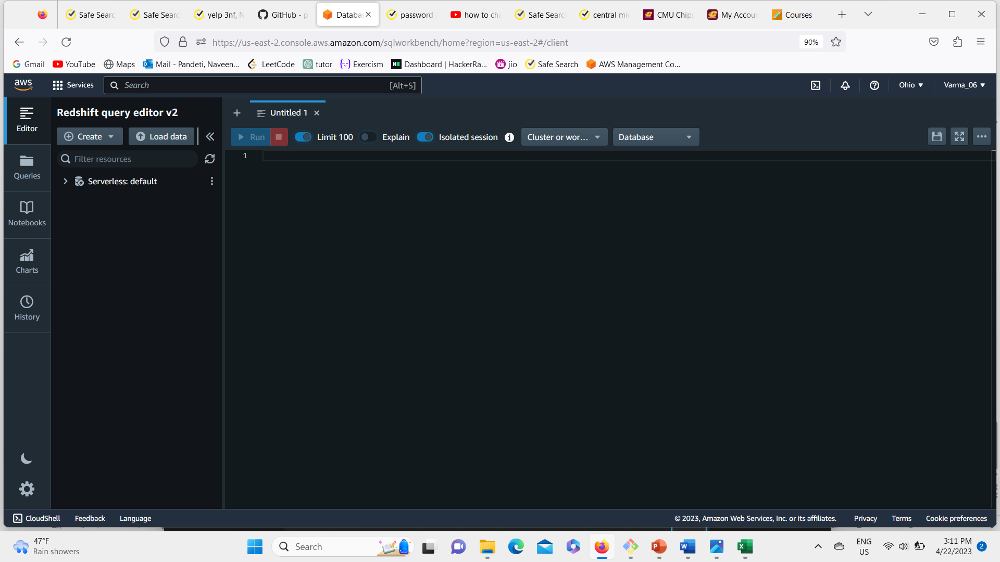 Safe Searc
Safe Searc
yelp 3nf, N
GitHub - p
Databas
password a
how to cha
Safe Searc
central mi
CMU Chipp
My Accoun
Courses
https://us-east-2.console.aws.amazon.com/sqlworkbench/home?region=us-east-2#/client
90%
Gmail
YouTube
Maps
Mail - Pandeti, Naveen...
LeetCode
tutor
Exercism
Dashboard | HackerRa...
jio
Safe Search
AWS Management Co...
aws
Services
Search
[Alt+S]
Ohio
Varma_06
Editor
Queries
Notebooks
Charts
History
Redshift query editor v2
Create
Load data
Filter resources
Serverless: default
Untitled 1
Run
Limit 100
Explain
Isolated session
Cluster or wor...
Database
1
CloudShell
Feedback
Language
© 2023, Amazon Web Services, Inc. or its affiliates.
Privacy
Terms
Cookie preferences
47°F
Rain showers
Search
ENG
US
3:11 PM
4/22/2023
2